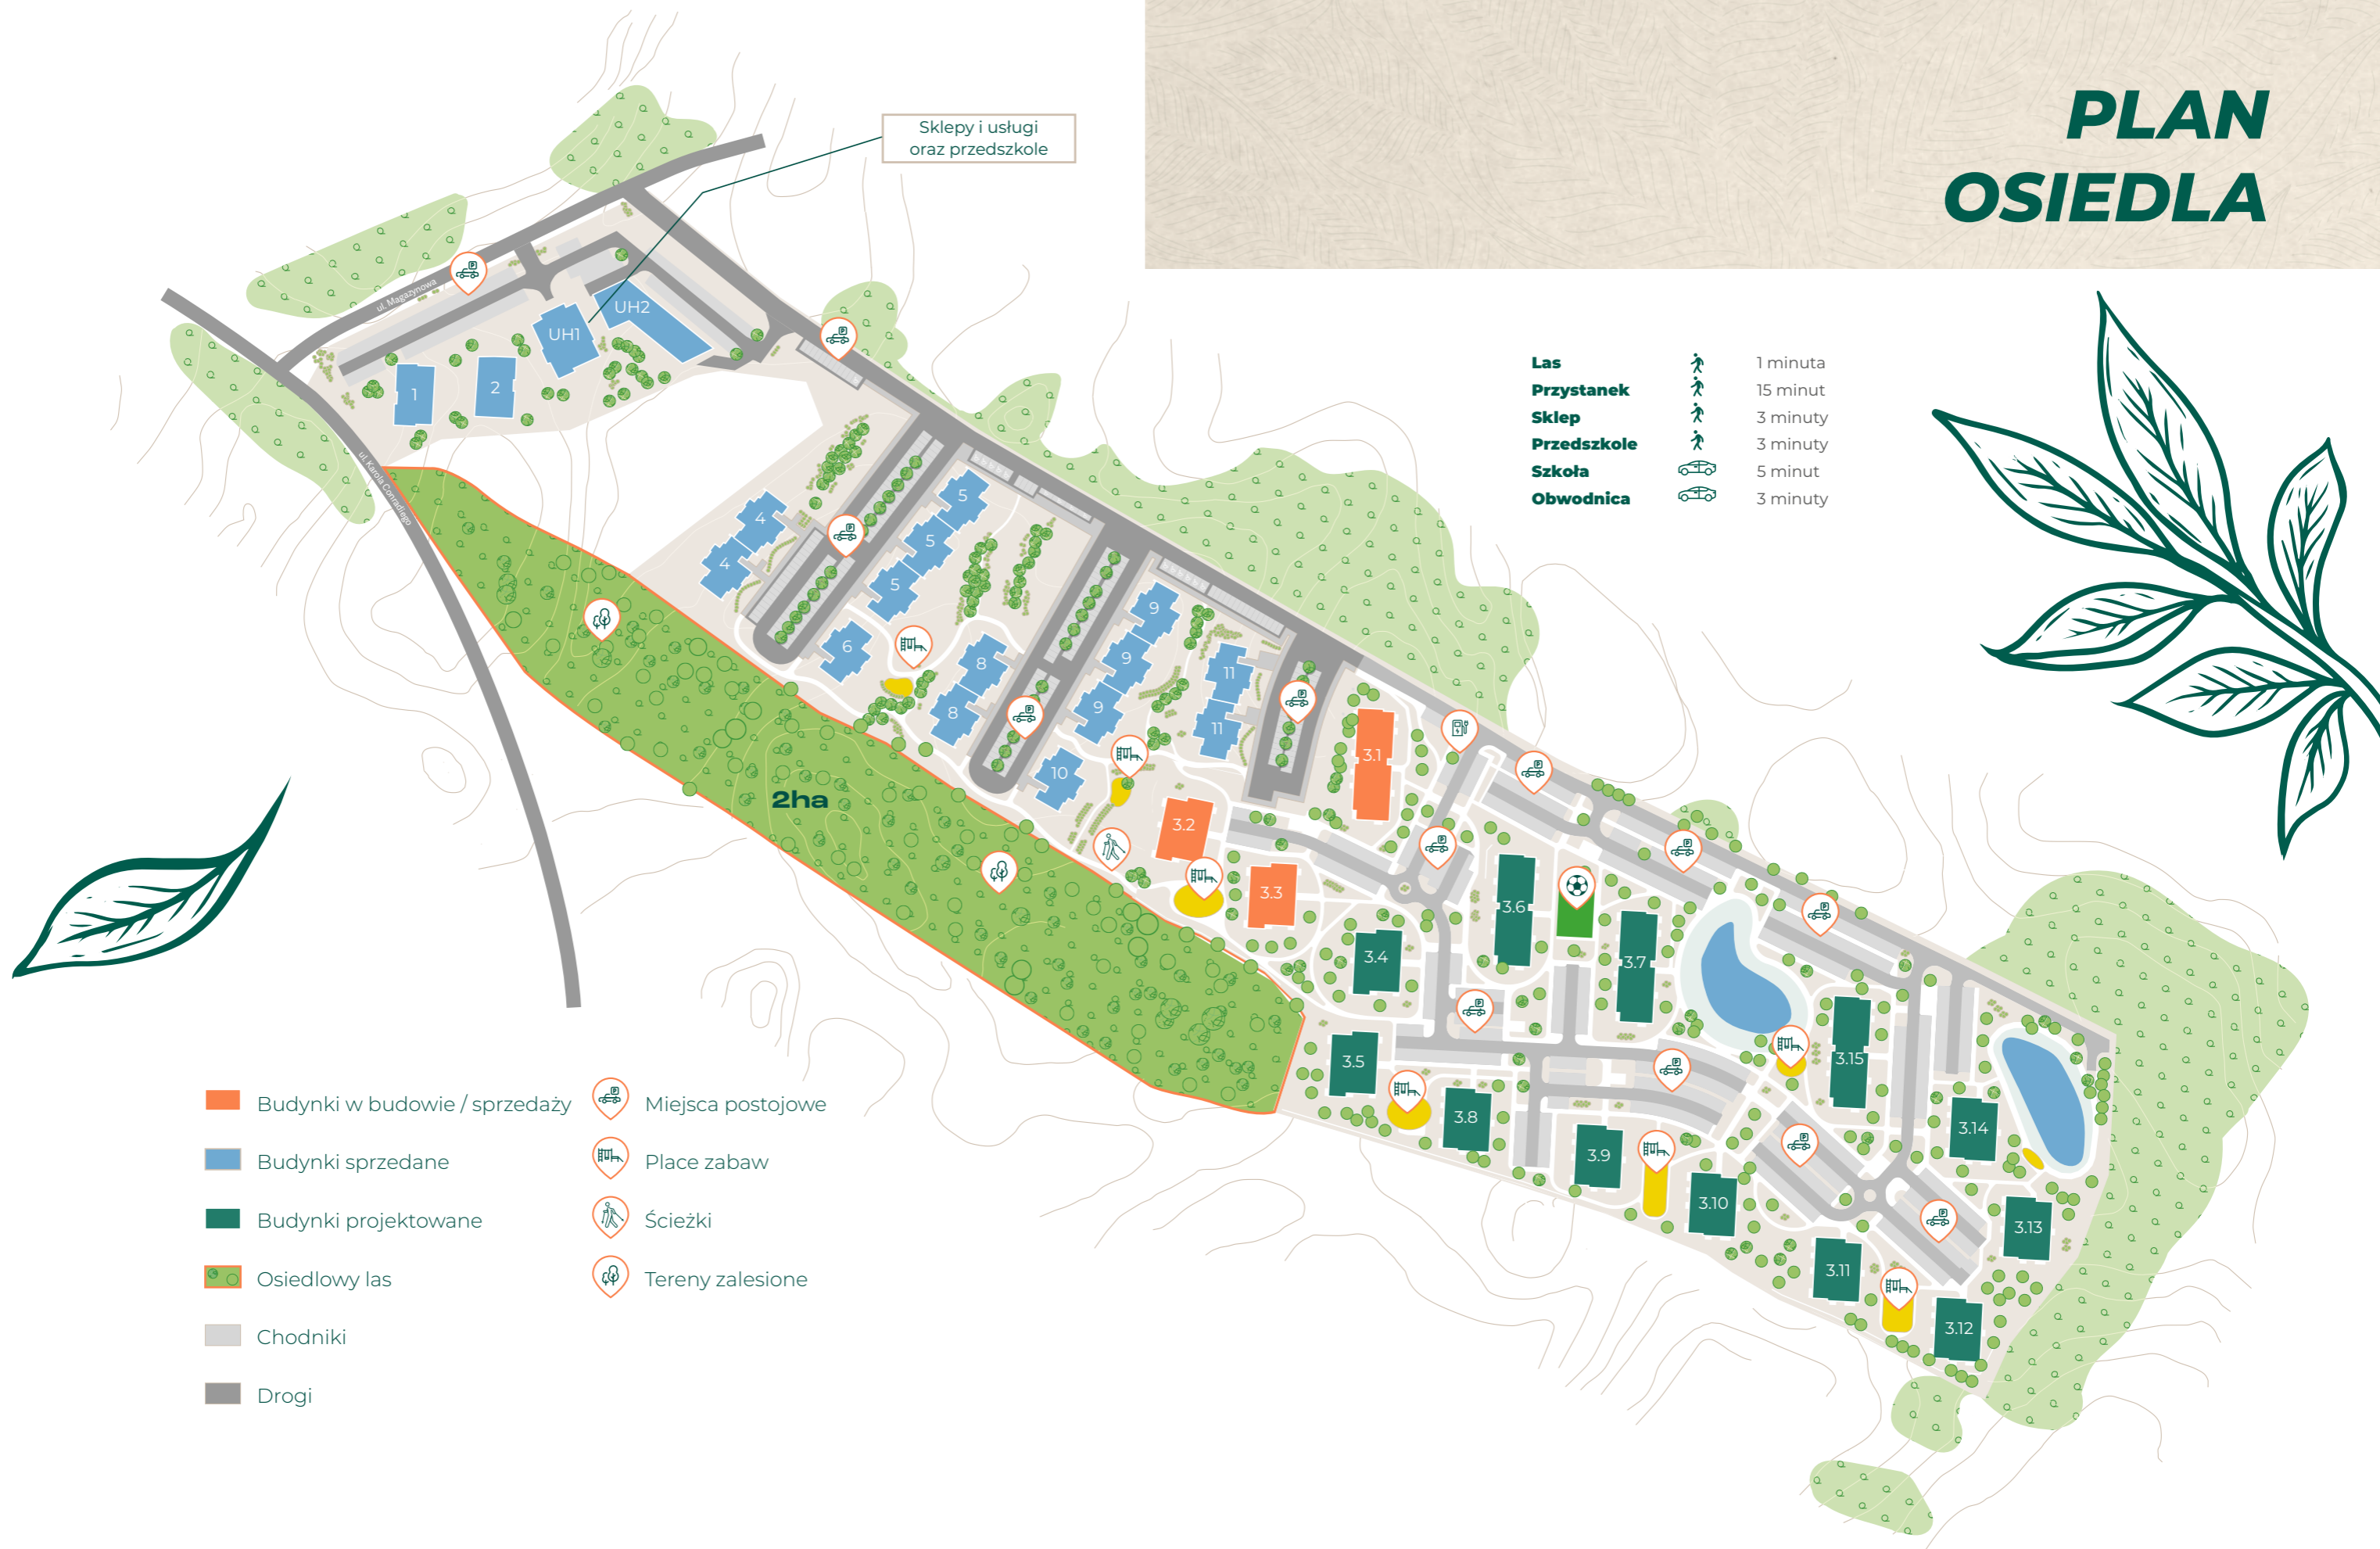 PLAN
OSIEDLA
Sklepy i usługi
oraz przedszkole
Las 1 minuta
Przystanek 15 minut
Sklep 3 minuty
Przedszkole 3 minuty
Szkoła 5 minut
Obwodnica 3 minuty
ul. Magazynowa
ul. Karola Conradiego
UH2
UH1
1
2
4
4
5
5
5
6
8
8
9
9
9
10
11
11
2ha
3.1
3.2
3.3
3.4
3.5
3.6
3.7
3.8
3.9
3.10
3.11
3.12
3.13
3.14
3.15
P
P
P
P
P
P
P
P
P
P
P
P
P
P
Budynki w budowie / sprzedaży
Budynki sprzedane
Budynki projektowane
Osiedlowy las
Chodniki
Drogi
P Miejsca postojowe
Place zabaw
Ścieżki
Tereny zalesione